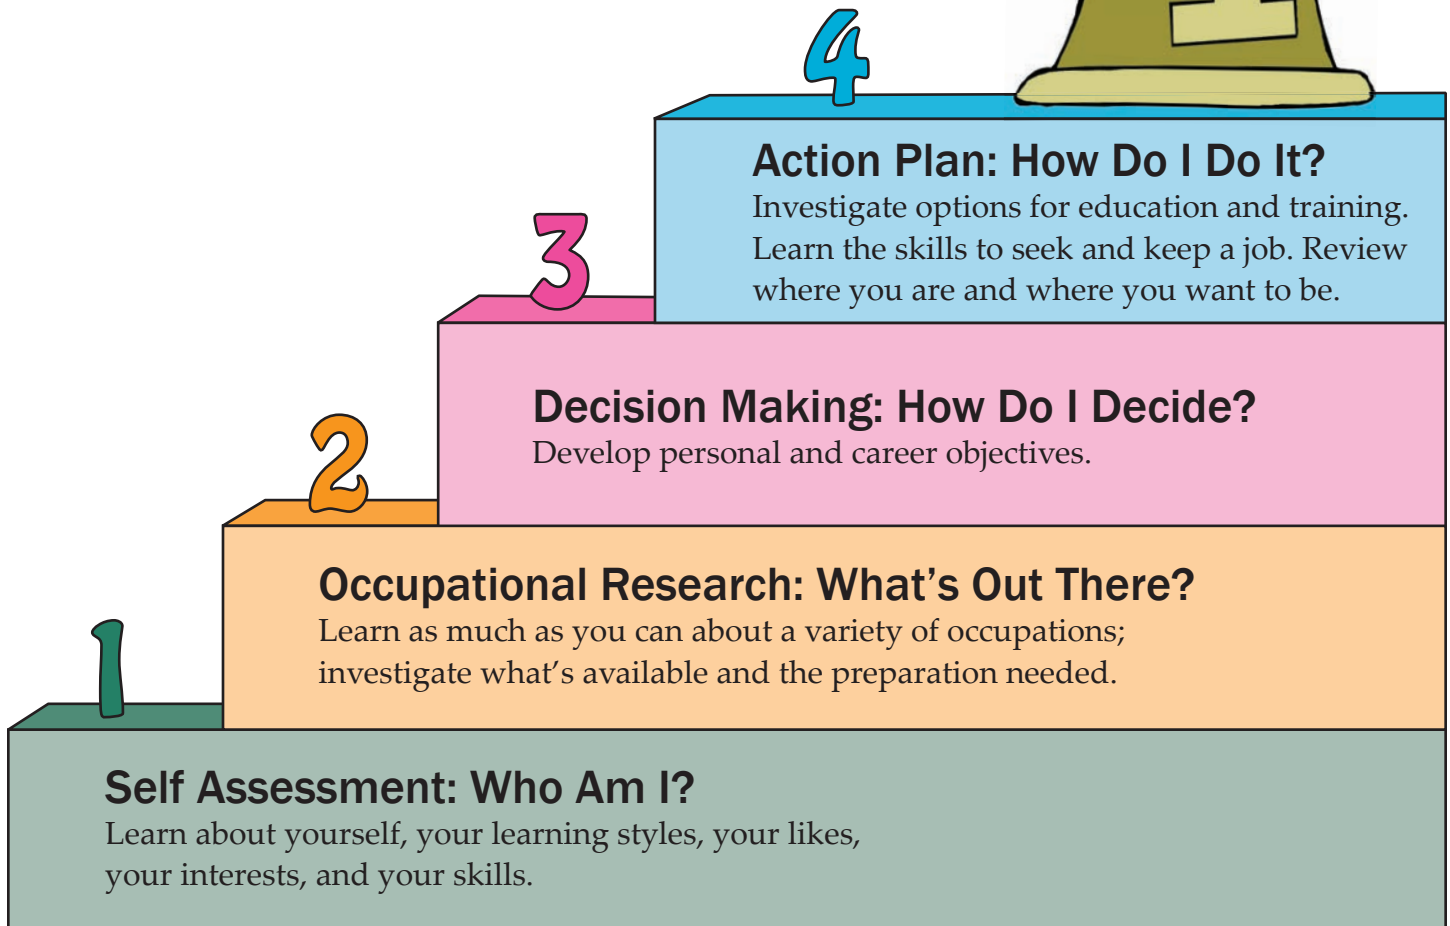 4
Action Plan: How Do I Do It?
Investigate options for education and training.
Learn the skills to seek and keep a job. Review
where you are and where you want to be.
3
Decision Making: How Do I Decide?
Develop personal and career objectives.
2
Occupational Research: What's Out There?
Learn as much as you can about a variety of occupations;
investigate what's available and the preparation needed.
1
Self Assessment: Who Am I?
Learn about yourself, your learning styles, your likes,
your interests, and your skills.